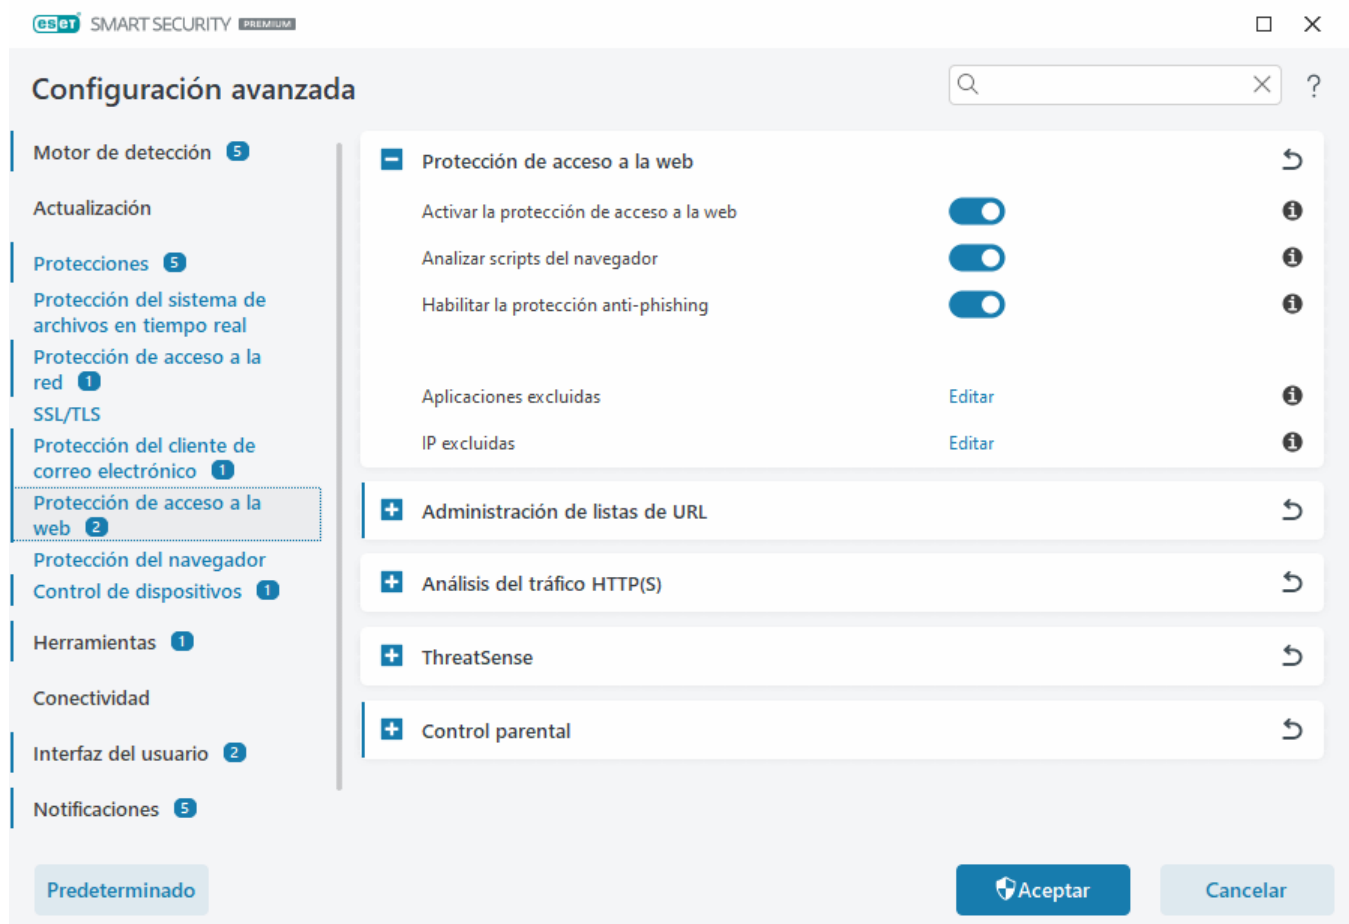 eset SMART SECURITY PREMIUM
Configuración avanzada
?
Motor de detección 5
Actualización
Protecciones 5
Protección del sistema de
archivos en tiempo real
Protección de acceso a la
red 1
SSL/TLS
Protección del cliente de
correo electrónico 1
Protección de acceso a la
web 2
Protección del navegador
Control de dispositivos 1
Herramientas 1
Conectividad
Interfaz del usuario 2
Notificaciones 5
Protección de acceso a la web
Activar la protección de acceso a la web
Analizar scripts del navegador
Habilitar la protección anti-phishing
Aplicaciones excluidas Editar
IP excluidas Editar
Administración de listas de URL
Análisis del tráfico HTTP(S)
ThreatSense
Control parental
Predeterminado
Aceptar
Cancelar